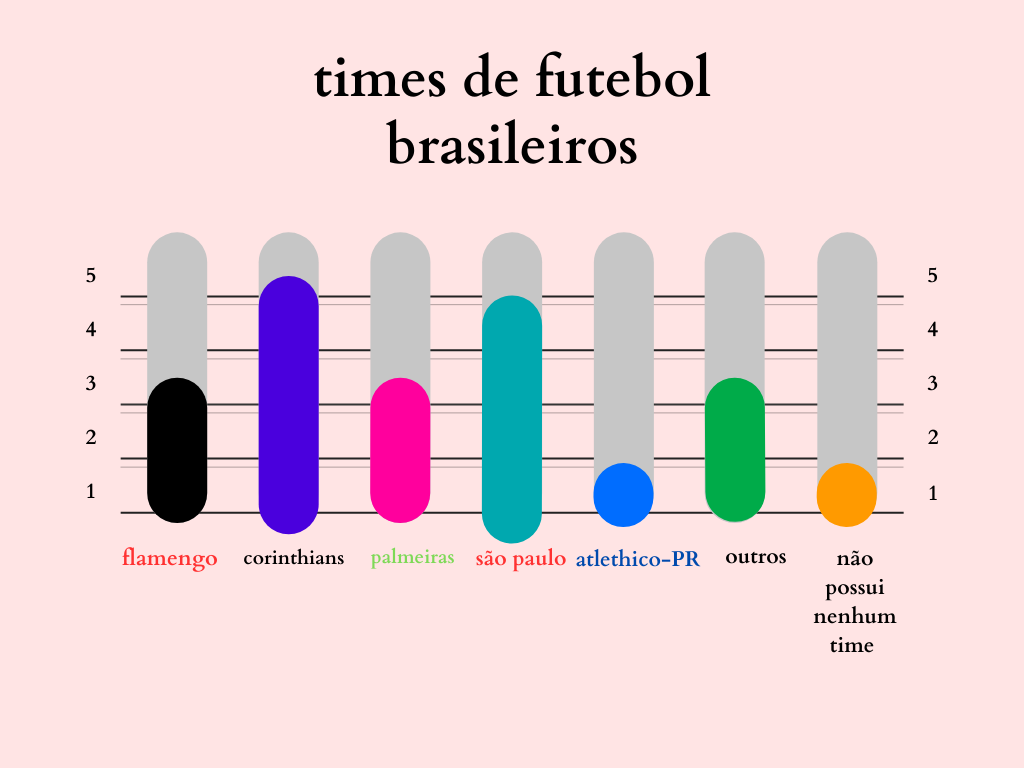 times de futebol
brasileiros
5
5
4
4
3
3
2
2
1
1
flamengo
corinthians
palmeiras
são paulo
atlethico-PR
outros
não
possui
nenhum
time